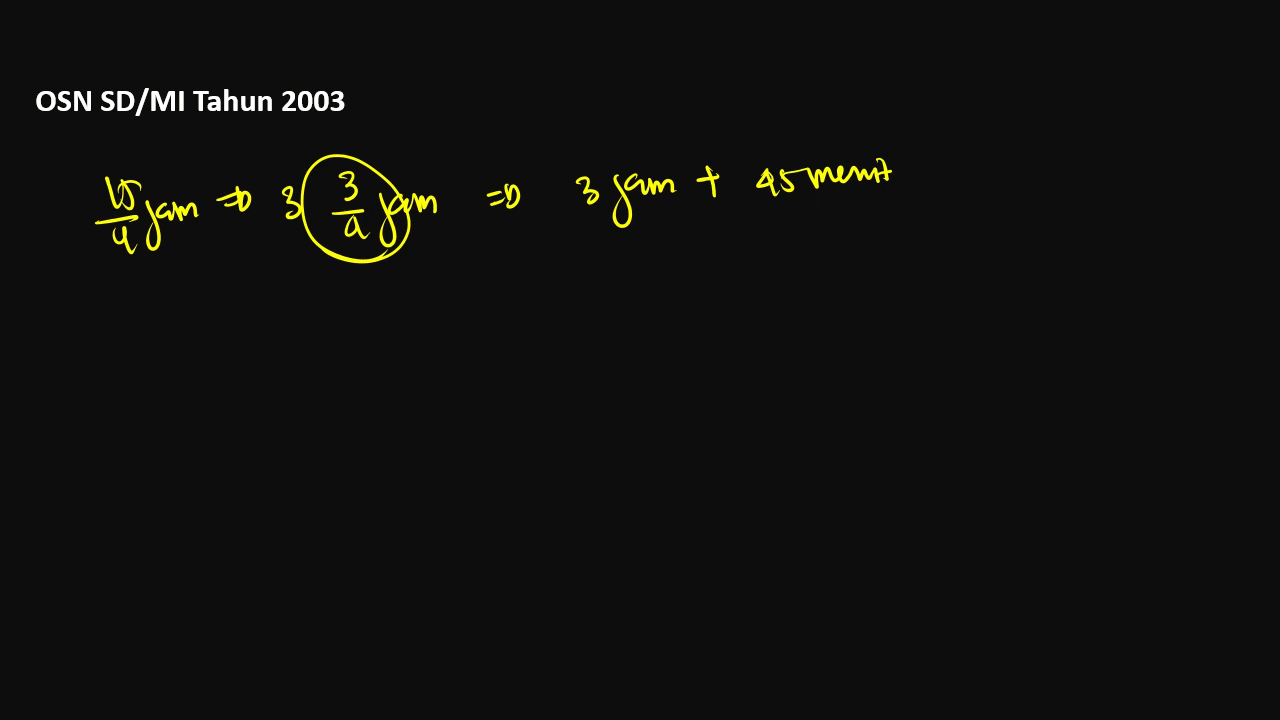 OSN SD/MI Tahun 2003
15/4 jam ⇒ 3 3/4 jam ⇒ 3 jam + 45 menit